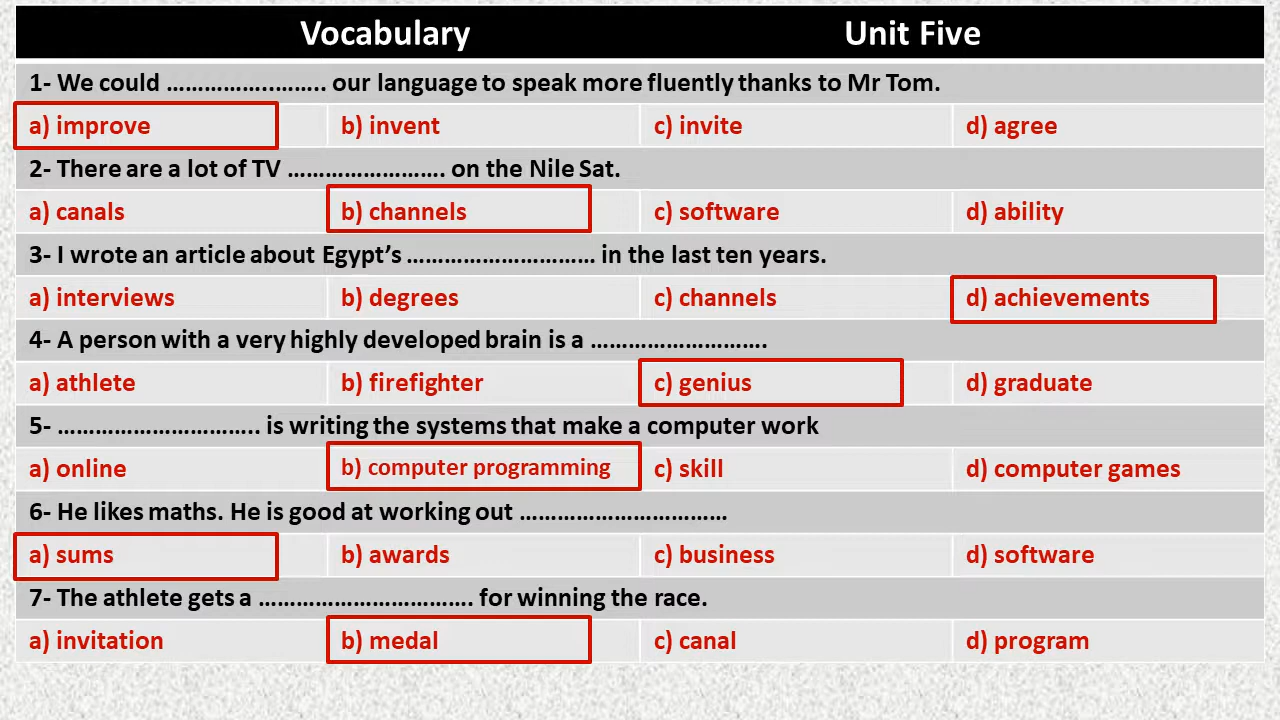 Vocabulary Unit Five
1- We could ………………….. our language to speak more fluently thanks to Mr Tom.
a) improve b) invent c) invite d) agree
2- There are a lot of TV ……………………. on the Nile Sat.
a) canals b) channels c) software d) ability
3- I wrote an article about Egypt’s ………………………… in the last ten years.
a) interviews b) degrees c) channels d) achievements
4- A person with a very highly developed brain is a ……………………….
a) athlete b) firefighter c) genius d) graduate
5- ………………………….. is writing the systems that make a computer work
a) online b) computer programming c) skill d) computer games
6- He likes maths. He is good at working out ……………………………
a) sums b) awards c) business d) software
7- The athlete gets a ……………………………. for winning the race.
a) invitation b) medal c) canal d) program